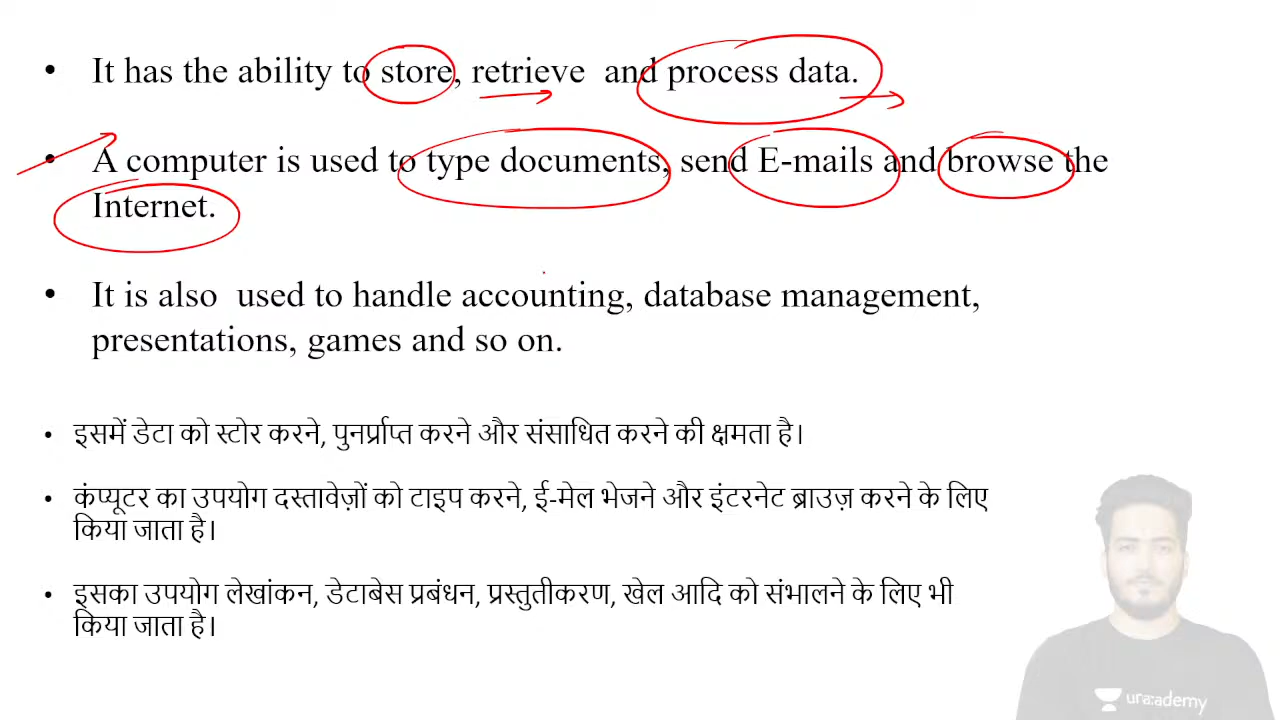 • It has the ability to store, retrieve and process data.
• A computer is used to type documents, send E-mails and browse the
Internet.
• It is also used to handle accounting, database management,
presentations, games and so on.
• इसमें डेटा को स्टोर करने, पुनर्प्राप्त करने और संसाधित करने की क्षमता है।
• कंप्यूटर का उपयोग दस्तावेज़ों को टाइप करने, ई-मेल भेजने और इंटरनेट ब्राउज़ करने के लिए
किया जाता है।
• इसका उपयोग लेखांकन, डेटाबेस प्रबंधन, प्रस्तुतीकरण, खेल आदि को संभालने के लिए भी
किया जाता है।